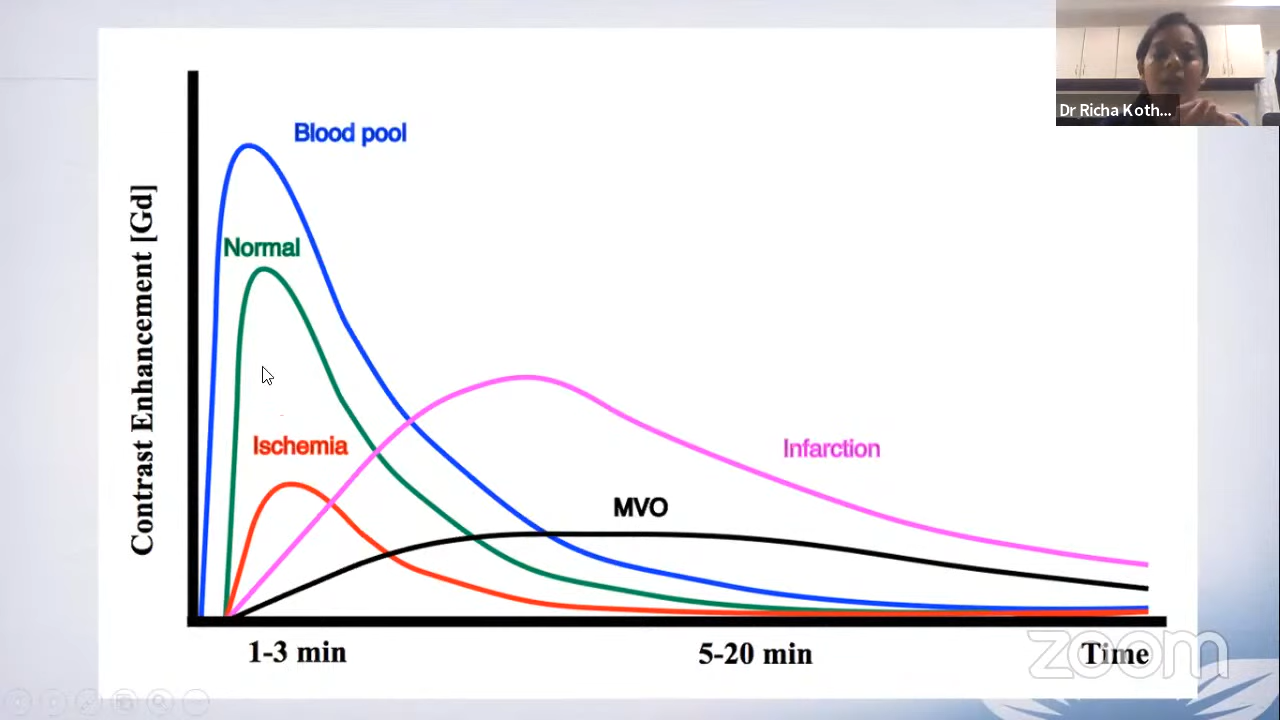 Dr Richa Koth...
Blood pool
Normal
Contrast Enhancement [Gd]
Ischemia
Infarction
MVO
1-3 min
5-20 min
Time
zoom